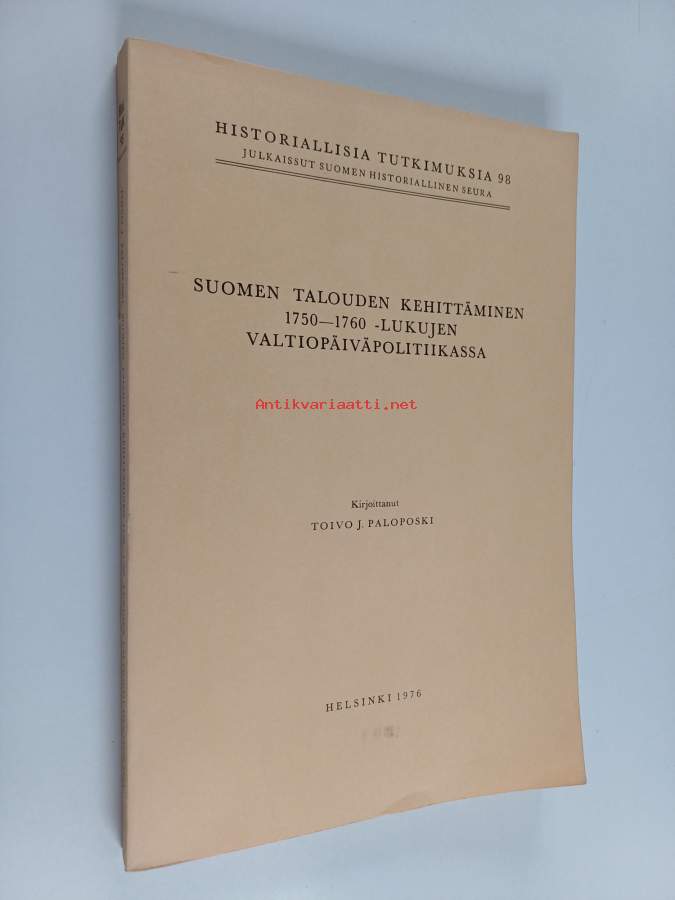 HISTORIALLISIA TUTKIMUKSIA 98
JULKAISSUT SUOMEN HISTORIALLINEN SEURA
SUOMEN TALOUDEN KEHITTÄMINEN
1750—1760 -LUKUJEN
VALTIOPÄIVÄPOLITIIKASSA
Antikvariaatti.net
Kirjoittanut
TOIVO J. PALOPOSKI
HELSINKI 1976